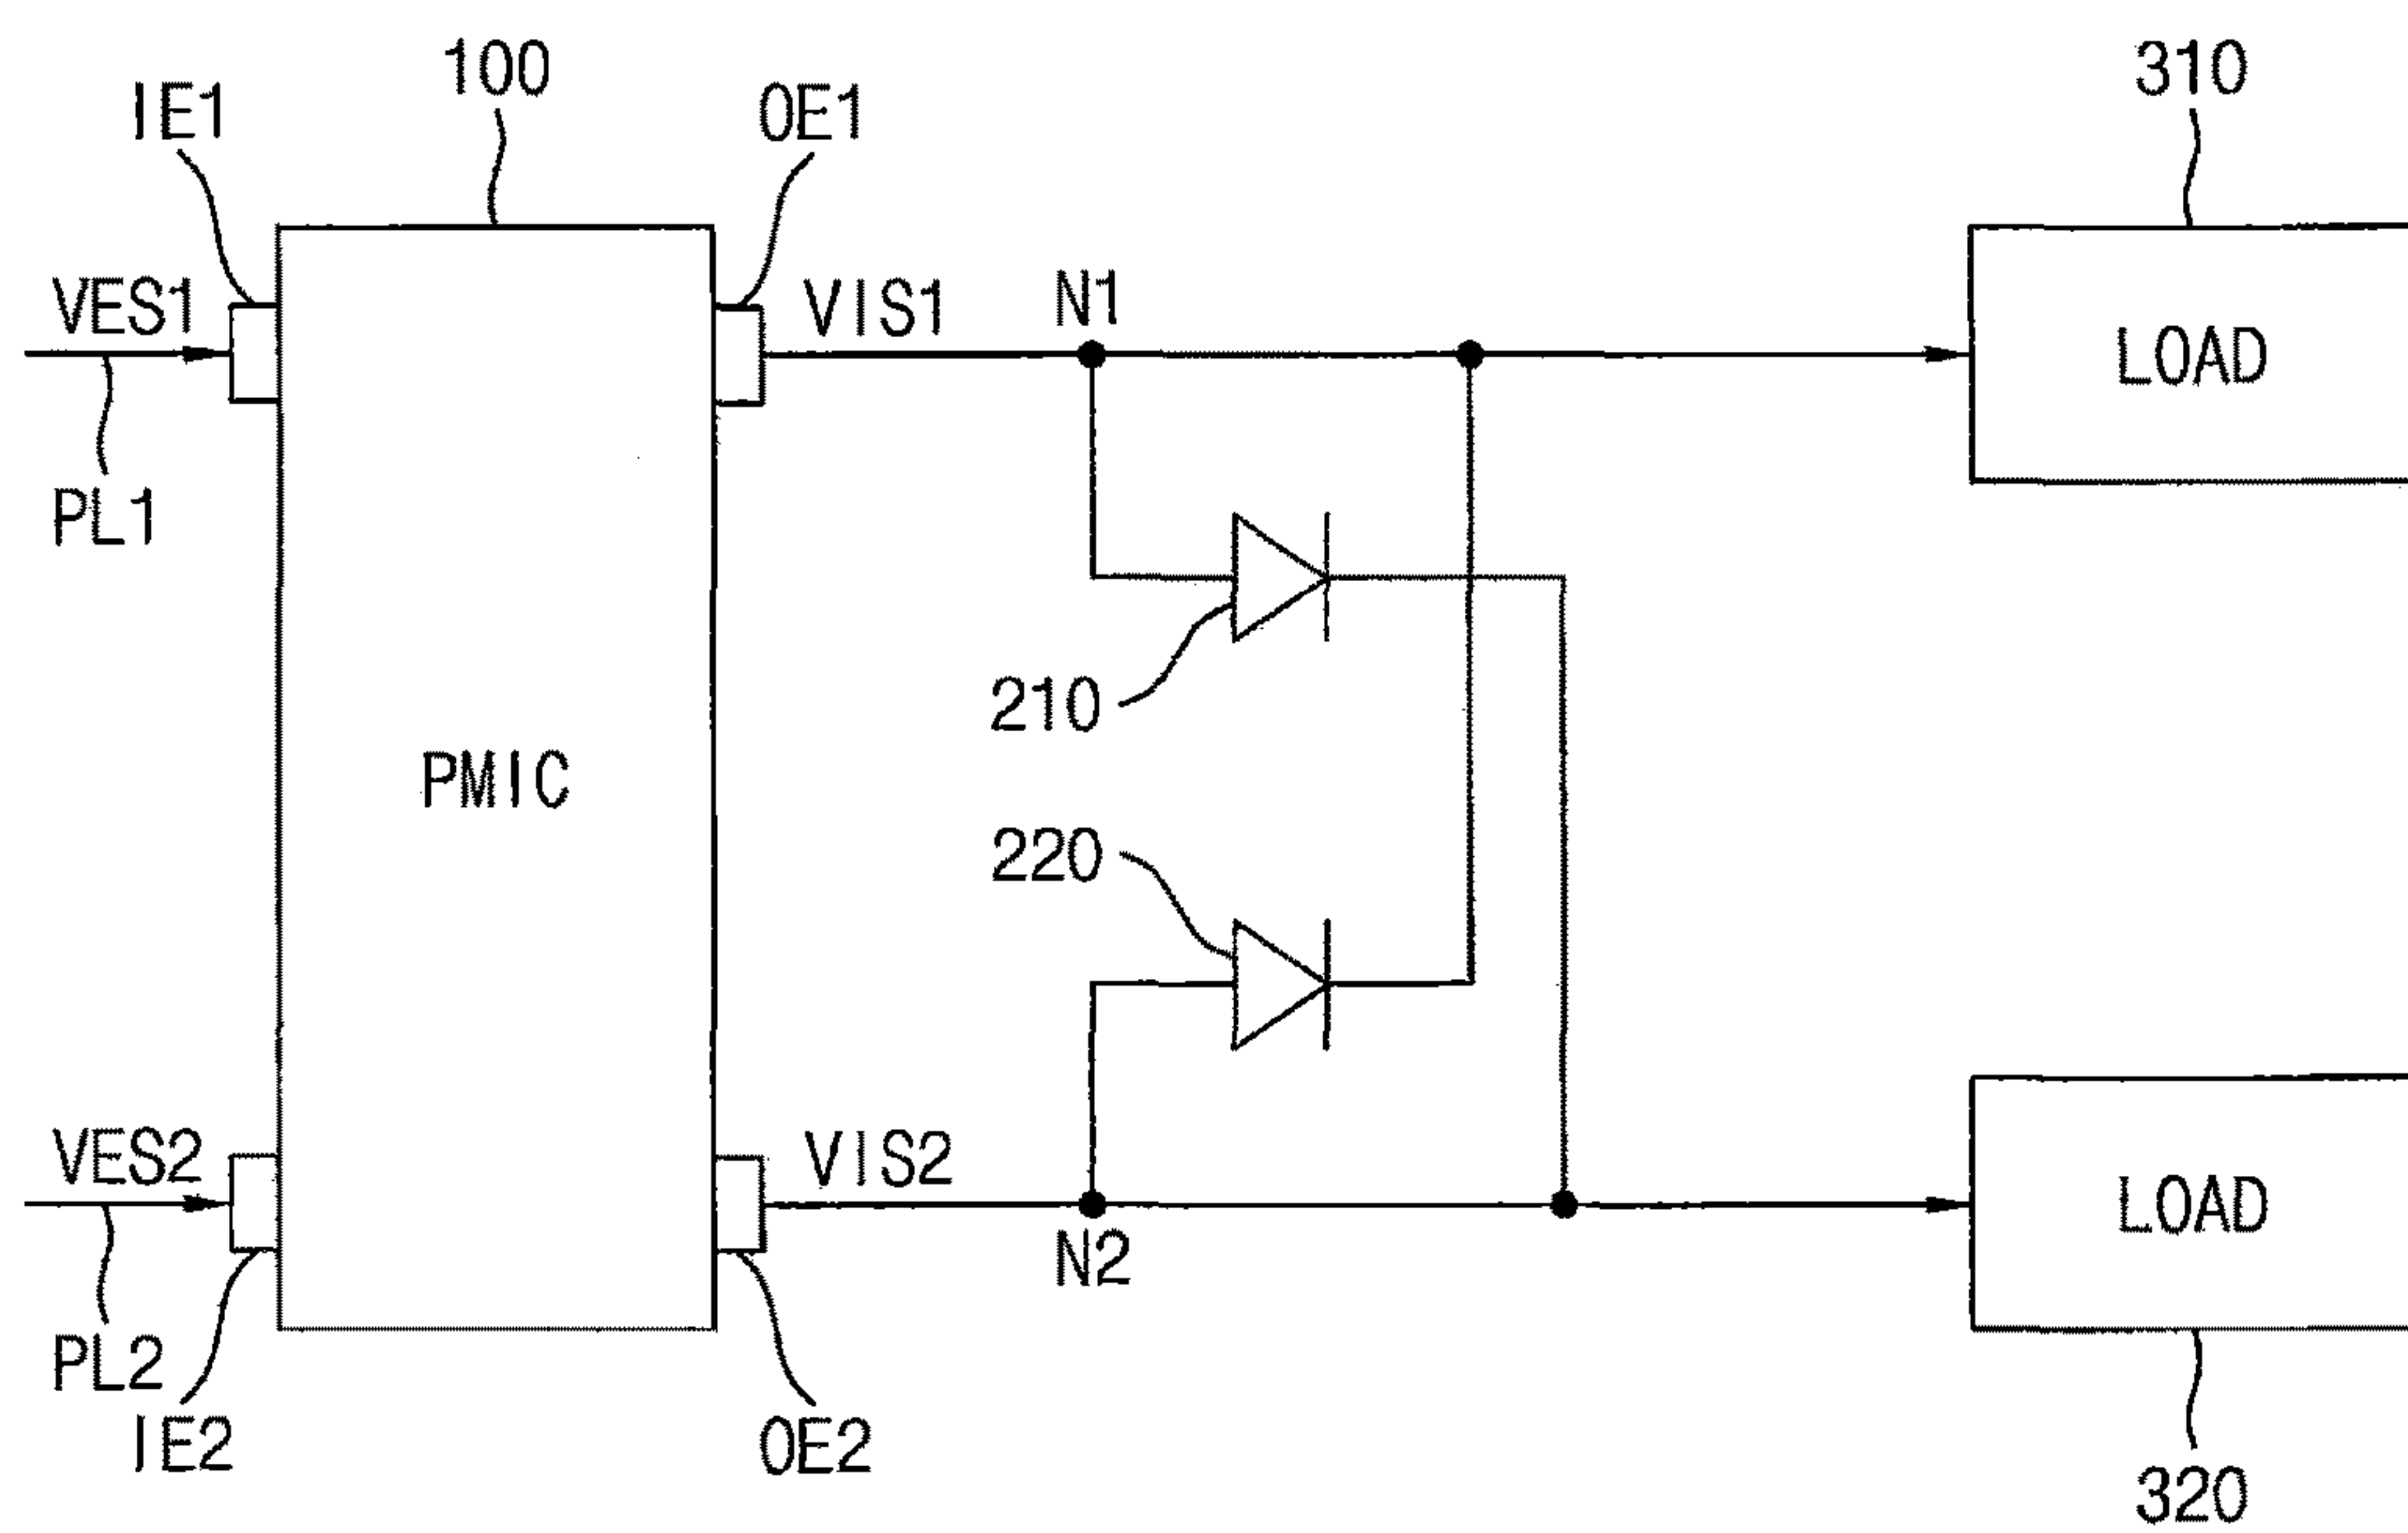 100
310
IE1
OE1
VES1
VIS1
N1
LOAD
PL1
210
PMIC
220
VES2
VIS2
LOAD
N2
PL2
IE2
OE2
320